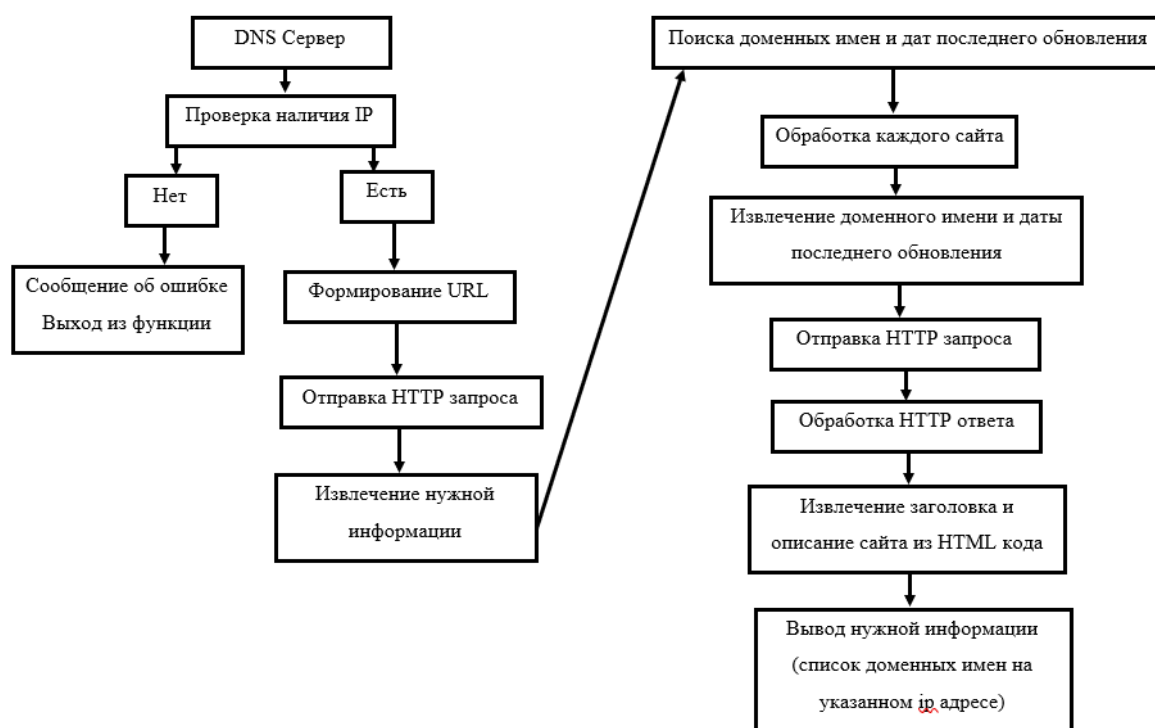 DNS Сервер
Проверка наличия IP
Нет
Есть
Сообщение об ошибке
Выход из функции
Формирование URL
Отправка HTTP запроса
Извлечение нужной
информации
Поиска доменных имен и дат последнего обновления
Обработка каждого сайта
Извлечение доменного имени и даты
последнего обновления
Отправка HTTP запроса
Обработка HTTP ответа
Извлечение заголовка и
описание сайта из HTML кода
Вывод нужной информации
(список доменных имен на
указанном ip адресе)